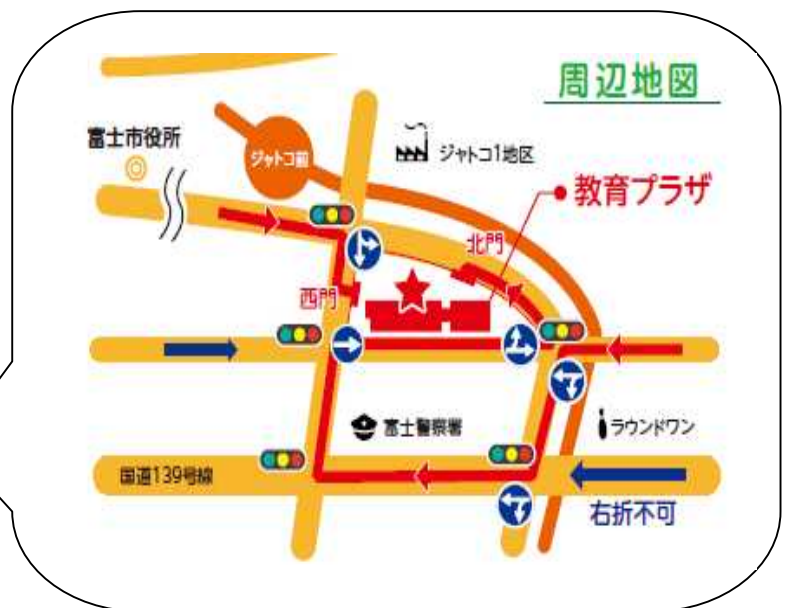 周辺地図
富士市役所
ジャトコ前
ジャトコ1地区
教育プラザ
北門
西門
富士警察署
ラウンドワン
国道139号線
右折不可